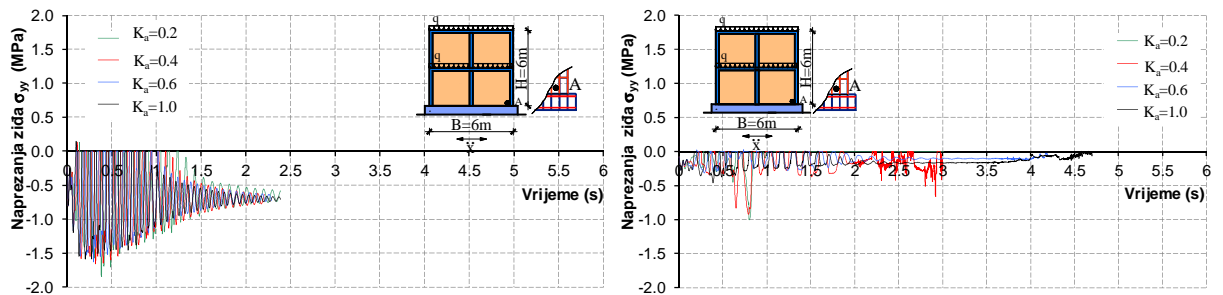 Naprezanja ziđa σyy (MPa)
2.0
1.5
1.0
0.5
0.0
-0.5
-1.0
-1.5
-2.0
Ka=0.2
Ka=0.4
Ka=0.6
Ka=1.0
q
q
H=6m
A
A
B=6m
ẍ
0 0.5 1 1.5 2 2.5 3 3.5 4 4.5 5 5.5 6
Vrijeme (s)
Naprezanja ziđa σyy (MPa)
2.0
1.5
1.0
0.5
0.0
-0.5
-1.0
-1.5
-2.0
q
q
H=6m
A
A
B=6m
ẍ
Ka=0.2
Ka=0.4
Ka=0.6
Ka=1.0
0 0.5 1 1.5 2 2.5 3 3.5 4 4.5 5 5.5 6
Vrijeme (s)